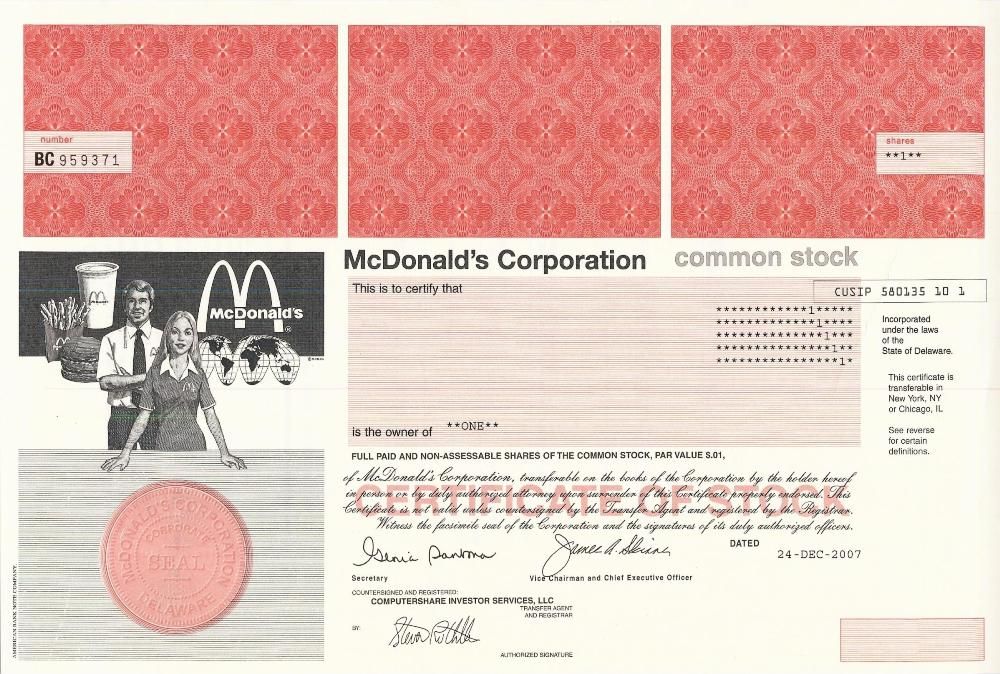 number
BC 959371
shares
**1**
McDonald's Corporation
common stock
CUSIP 580135 10 1
McDonald's
®
This is to certify that
*************1*****
**************1****
***************1***
****************1**
*****************1*
Incorporated
under the laws
of the
State of Delaware.
This certificate is
transferable in
New York, NY
or Chicago, IL
See reverse
for certain
definitions.
is the owner of **ONE**
FULL PAID AND NON-ASSESSABLE SHARES OF THE COMMON STOCK, PAR VALUE $.01,
CERTIFICATE OF STOCK
of McDonald's Corporation, transferable on the books of the Corporation by the holder hereof
in person or by duly authorized attorney upon surrender of this Certificate properly endorsed. This
Certificate is not valid unless countersigned by the Transfer Agent and registered by the Registrar.
Witness the facsimile seal of the Corporation and the signatures of its duly authorized officers.
DATED
24-DEC-2007
Secretary
Vice Chairman and Chief Executive Officer
COUNTERSIGNED AND REGISTERED:
COMPUTERSHARE INVESTOR SERVICES, LLC
TRANSFER AGENT
AND REGISTRAR
BY:
AUTHORIZED SIGNATURE
McDONALD'S CORPORATION
SEAL
DELAWARE
AMERICAN BANK NOTE COMPANY.